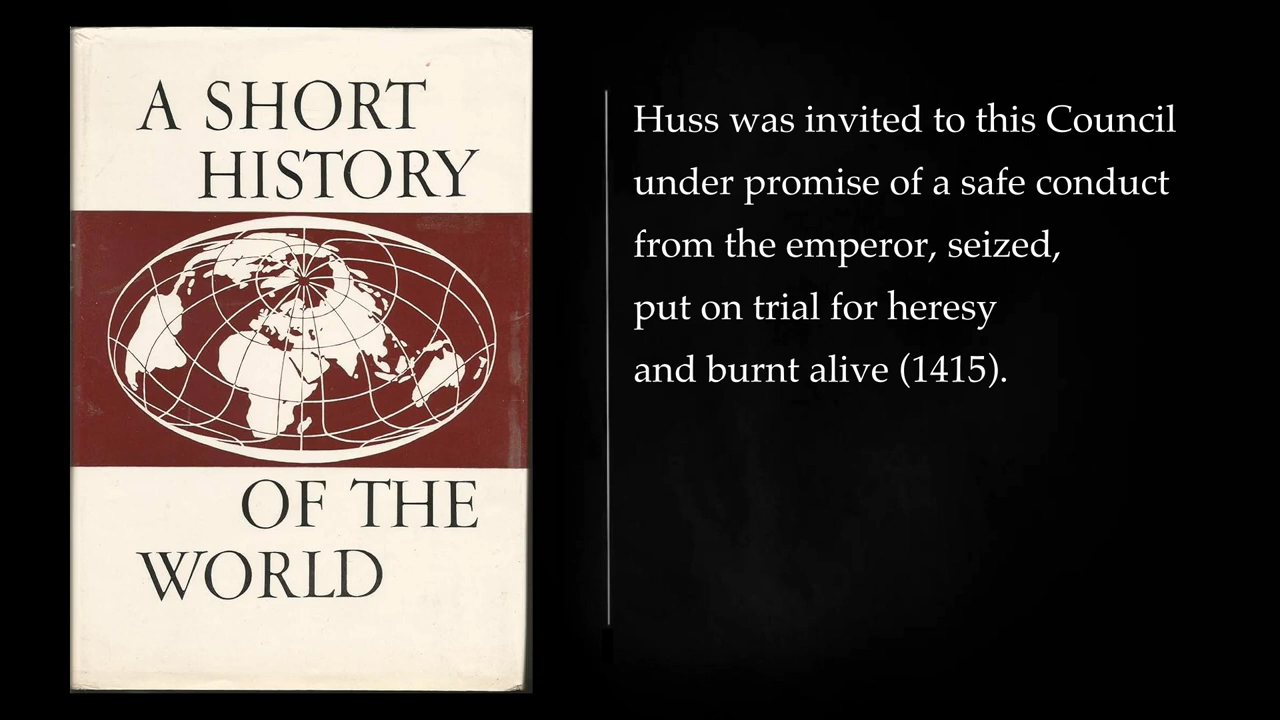 A SHORT
HISTORY
OF THE
WORLD
Huss was invited to this Council
under promise of a safe conduct
from the emperor, seized,
put on trial for heresy
and burnt alive (1415).